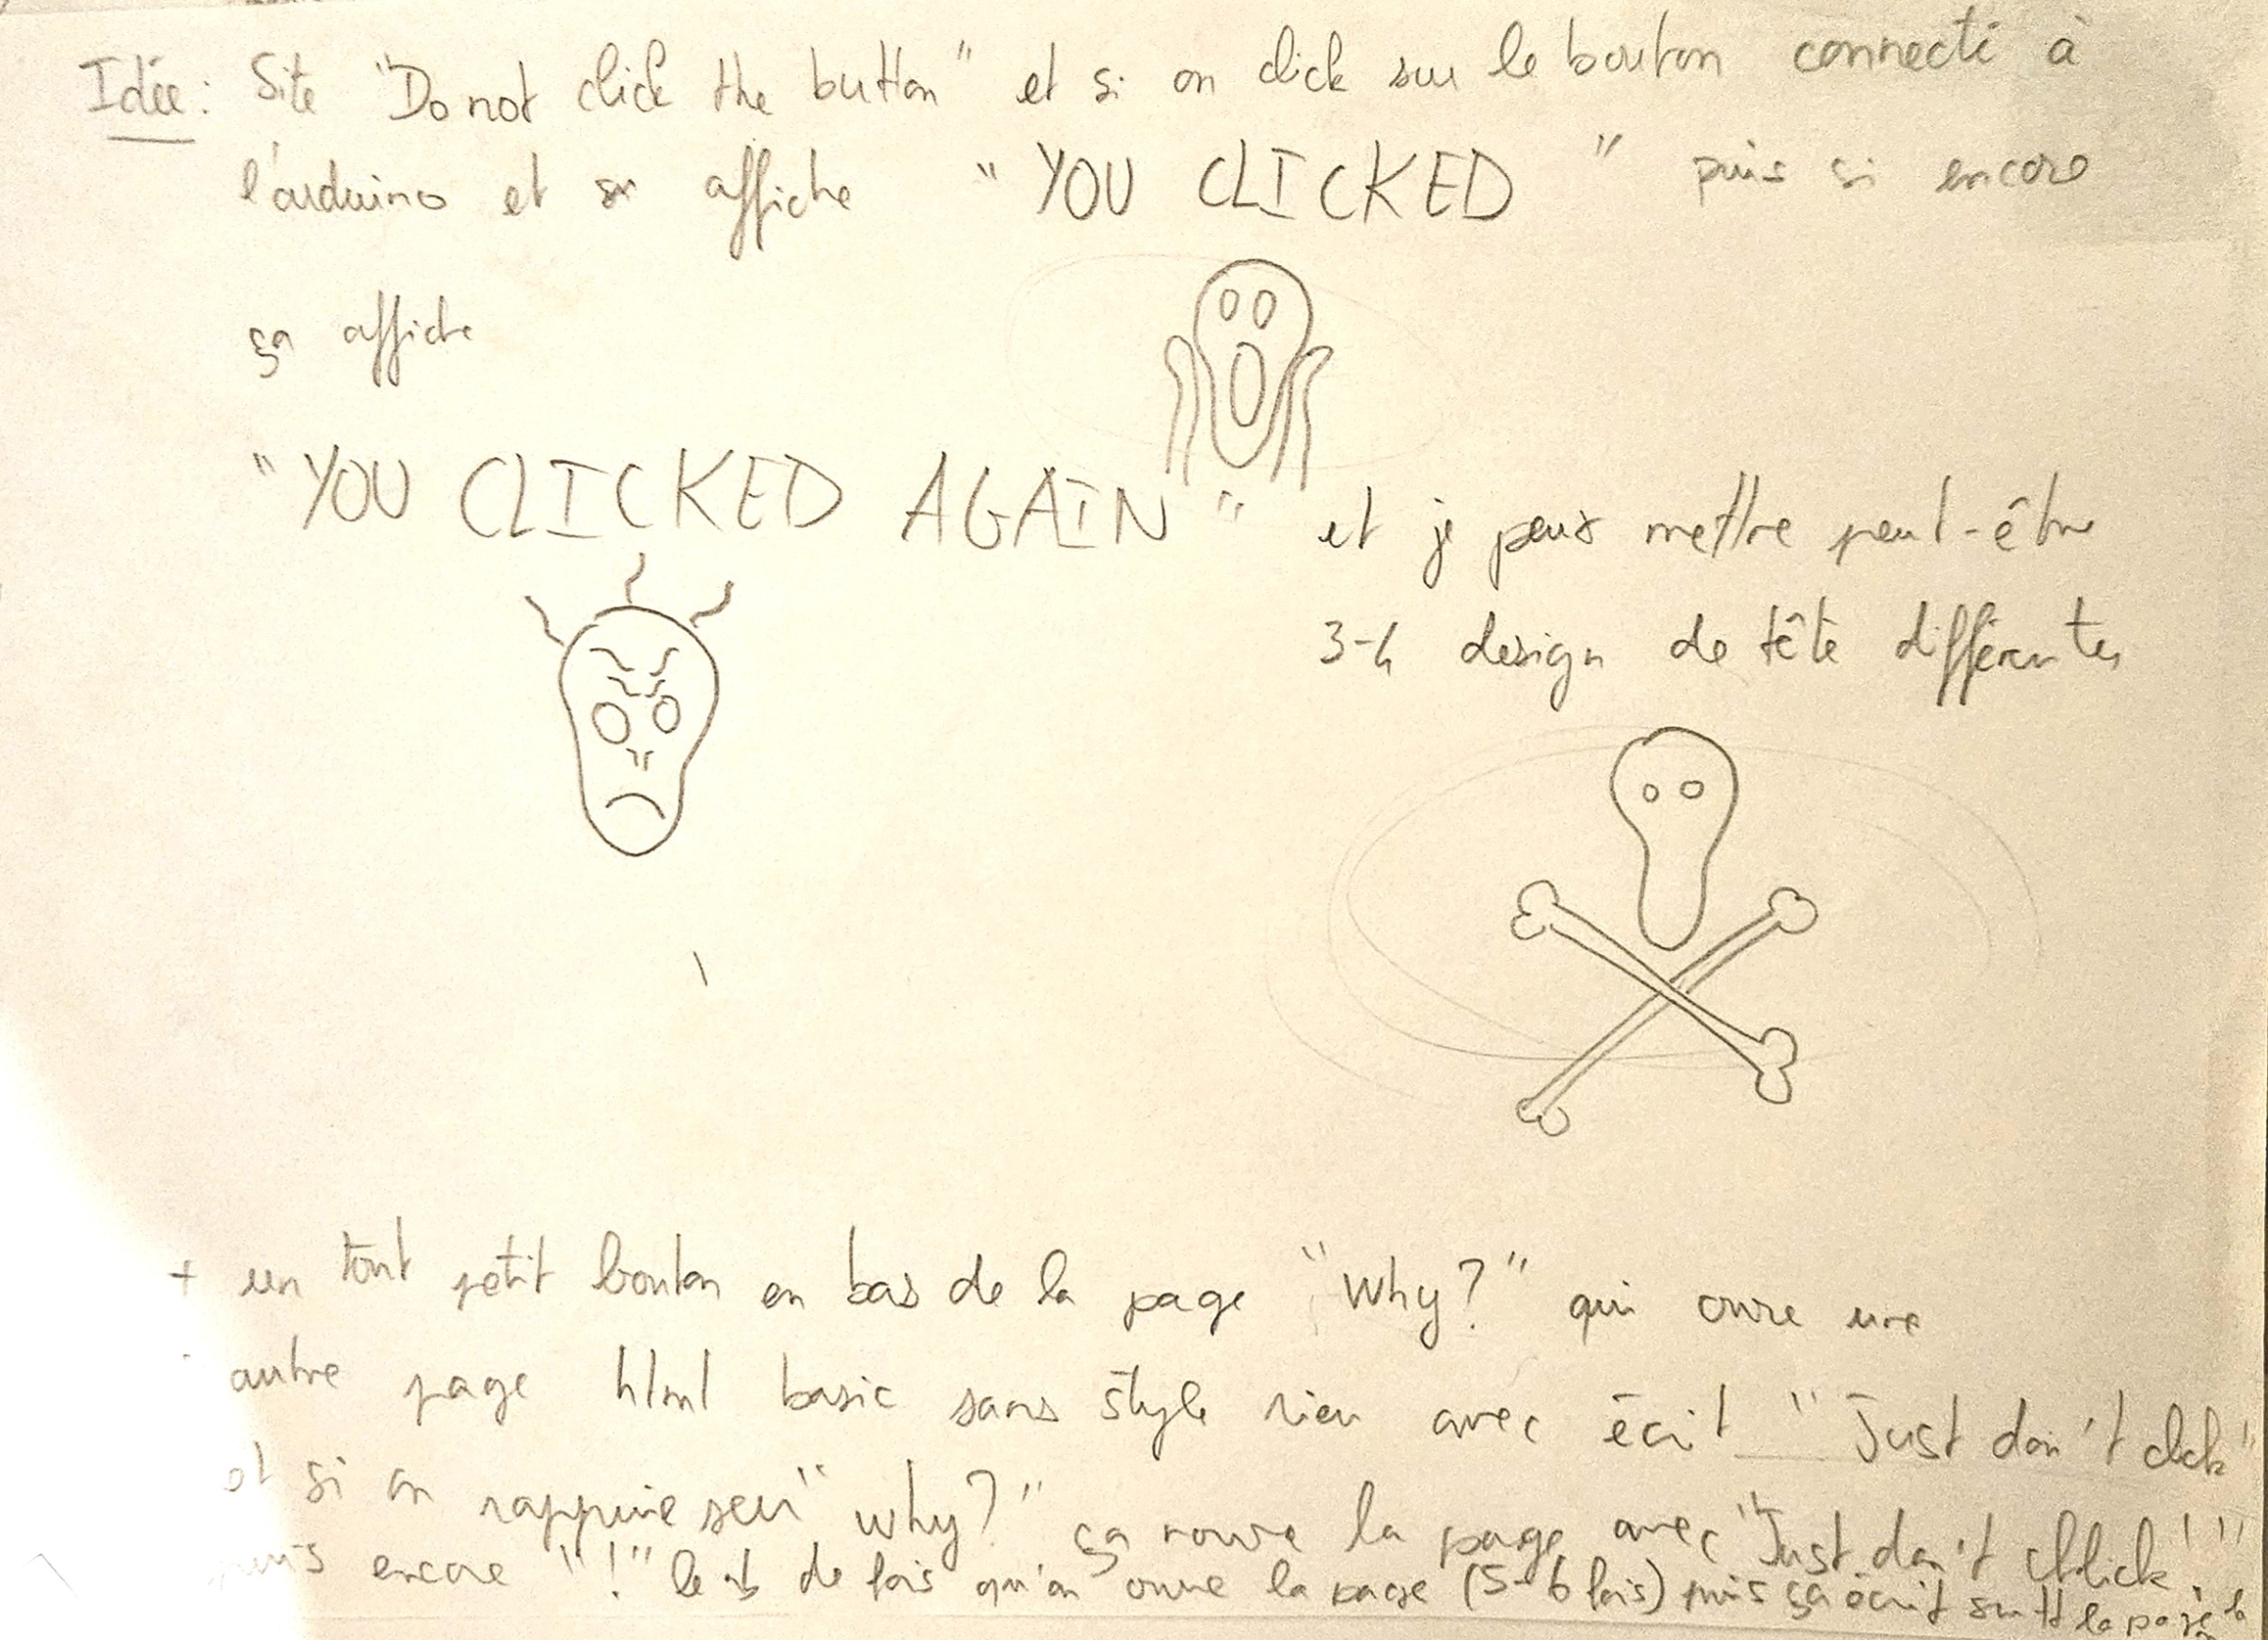 Idée : Site "Do not click the button" et si on click sur le bouton connecté à
l'arduino et affiche "YOU CLICKED" puis si encore
ça affiche
"YOU CLICKED AGAIN" et je peux mettre peut-être
3-4 design de tête différentes
+ un tout petit bouton en bas de la page "Why?" qui ouvre une
autre page html basic sans style rien avec écrit "Just don't click"
et si on rappuie sur "why?" ça rouvre la page avec "Just don't click!"
puis encore "!" le nb de fois qu'on ouvre la page (5-6 fois) puis ça écrit sur tt la page